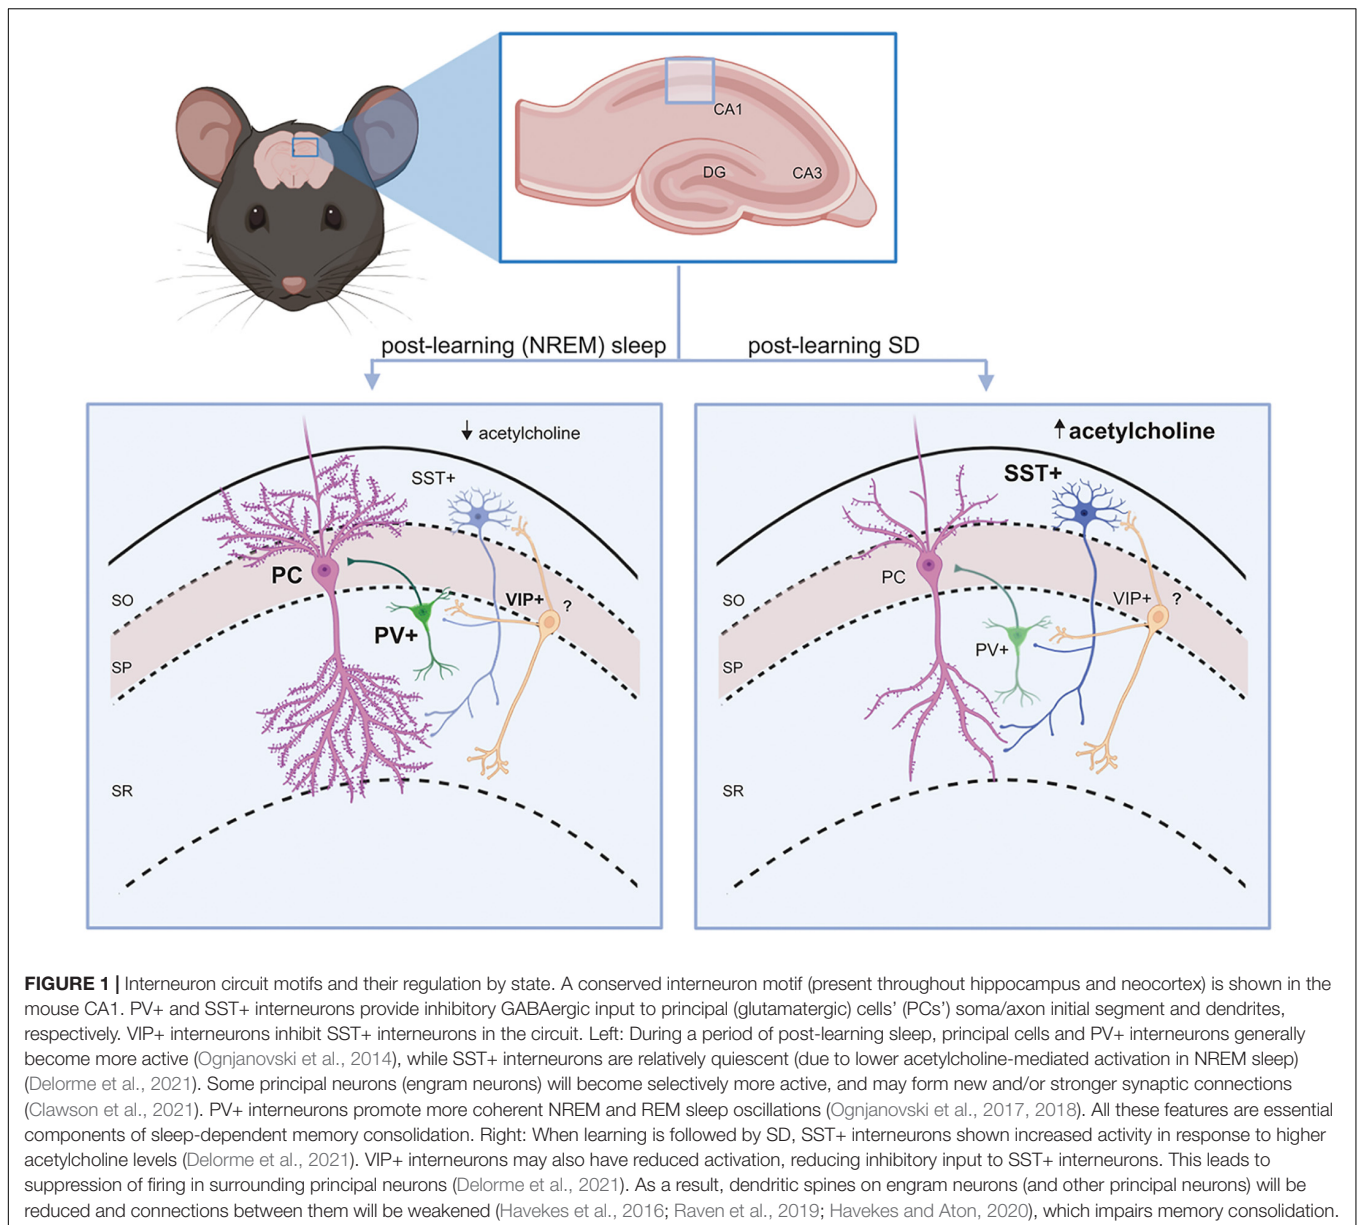 CA1
DG
CA3
post-learning (NREM) sleep
post-learning SD
↓ acetylcholine
SST+
PC
VIP+ ?
PV+
SO
SP
SR
↑ acetylcholine
SST+
PC
VIP+ ?
PV+
SO
SP
SR
FIGURE 1 | Interneuron circuit motifs and their regulation by state. A conserved interneuron motif (present throughout hippocampus and neocortex) is shown in the
mouse CA1. PV+ and SST+ interneurons provide inhibitory GABAergic input to principal (glutamatergic) cells' (PCs') soma/axon initial segment and dendrites,
respectively. VIP+ interneurons inhibit SST+ interneurons in the circuit. Left: During a period of post-learning sleep, principal cells and PV+ interneurons generally
become more active (Ognjanovski et al., 2014), while SST+ interneurons are relatively quiescent (due to lower acetylcholine-mediated activation in NREM sleep)
(Delorme et al., 2021). Some principal neurons (engram neurons) will become selectively more active, and may form new and/or stronger synaptic connections
(Clawson et al., 2021). PV+ interneurons promote more coherent NREM and REM sleep oscillations (Ognjanovski et al., 2017, 2018). All these features are essential
components of sleep-dependent memory consolidation. Right: When learning is followed by SD, SST+ interneurons shown increased activity in response to higher
acetylcholine levels (Delorme et al., 2021). VIP+ interneurons may also have reduced activation, reducing inhibitory input to SST+ interneurons. This leads to
suppression of firing in surrounding principal neurons (Delorme et al., 2021). As a result, dendritic spines on engram neurons (and other principal neurons) will be
reduced and connections between them will be weakened (Havekes et al., 2016; Raven et al., 2019; Havekes and Aton, 2020), which impairs memory consolidation.